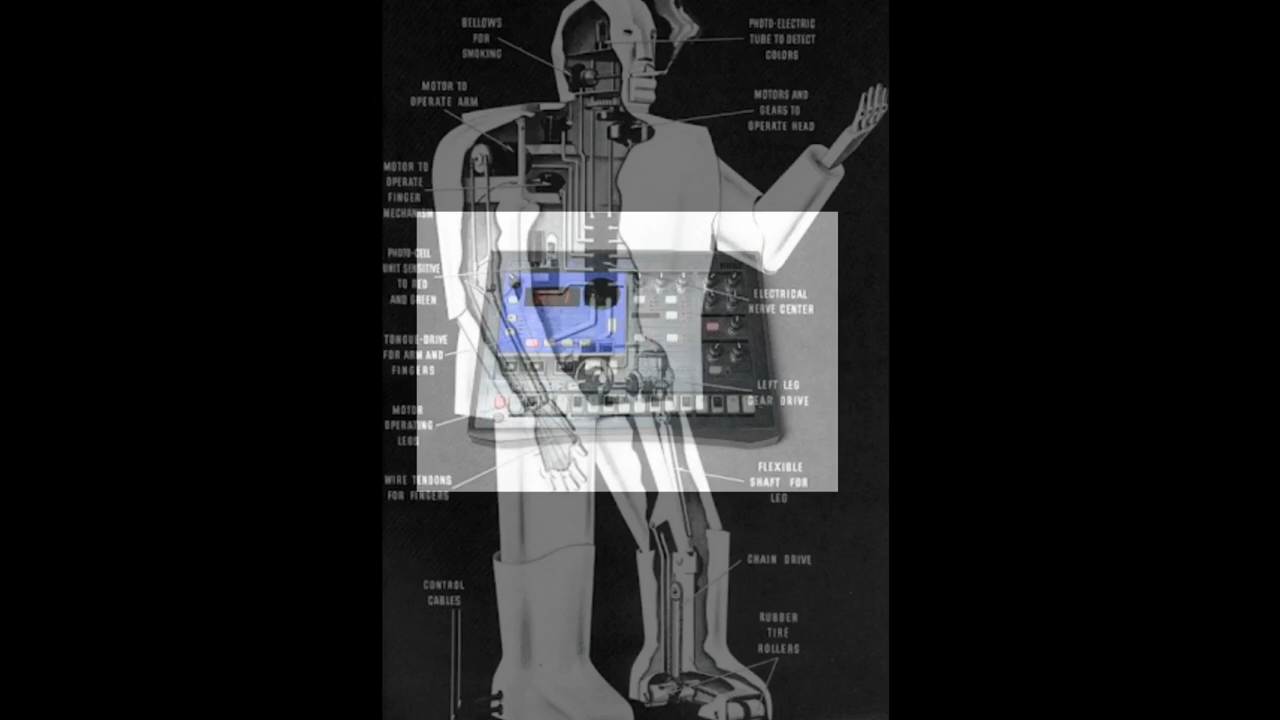 BELLOWS
FOR
SMOKING
PHOTO-ELECTRIC
TUBE TO DETECT
COLORS
MOTOR TO
OPERATE ARM
MOTORS AND
GEARS TO
OPERATE HEAD
MOTOR TO
OPERATE
FINGER
MECHANISM
PHOTO-CELL
UNIT SENSITIVE
TO RED
AND GREEN
ELECTRICAL
NERVE CENTER
TONGUE-DRIVE
FOR ARM AND
FINGERS
LEFT LEG
GEAR DRIVE
MOTOR
OPERATING
LEGS
WIRE TENDONS
FOR FINGERS
FLEXIBLE
SHAFT FOR
LEG
CHAIN DRIVE
CONTROL
CABLES
RUBBER
TIRE
ROLLERS